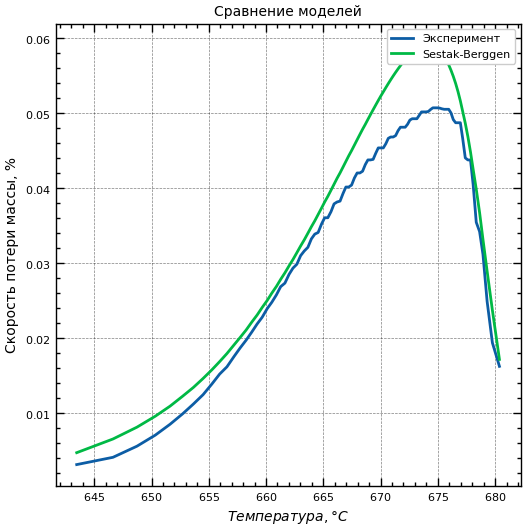 Сравнение моделей
Эксперимент
Sestak-Berggen
0.06
0.05
0.04
0.03
0.02
0.01
Скорость потери массы, %
645 650 655 660 665 670 675 680
Температура, °C